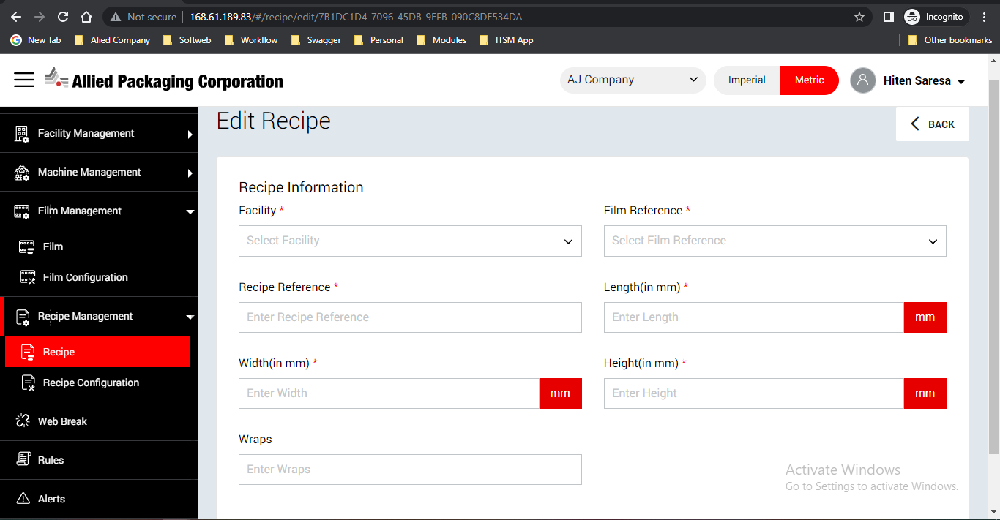 Not secure 168.61.189.83/#/recipe/edit/7B1DC1D4-7096-45DB-9EFB-090C8DE534DA Incognito
New Tab Alied Company Softweb Workflow Swagger Personal Modules ITSM App Other bookmarks
Allied Packaging Corporation AJ Company Imperial Metric Hiten Saresa
Edit Recipe
BACK
Facility Management
Machine Management
Film Management
Film
Film Configuration
Recipe Management
Recipe
Recipe Configuration
Web Break
Rules
Alerts
Recipe Information
Facility * Film Reference *
Select Facility Select Film Reference
Recipe Reference * Length(in mm) *
Enter Recipe Reference Enter Length mm
Width(in mm) * Height(in mm) *
Enter Width mm Enter Height mm
Wraps
Enter Wraps
Activate Windows
Go to Settings to activate Windows.